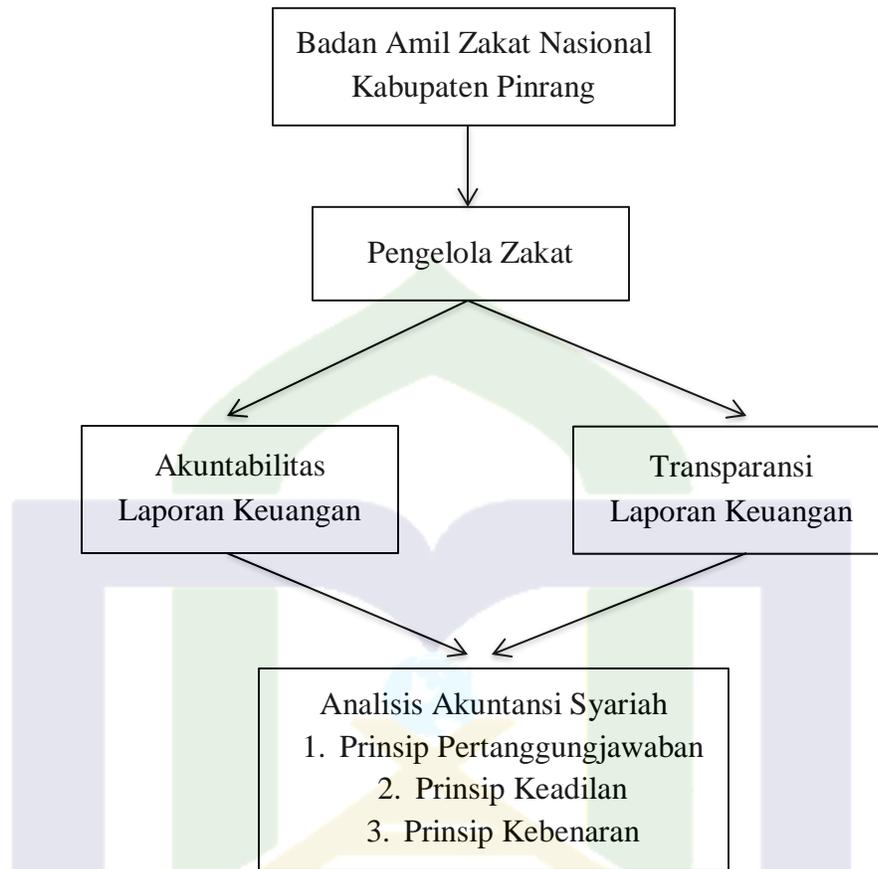 Badan Amil Zakat Nasional
Kabupaten Pinrang
Pengelola Zakat
Akuntabilitas
Laporan Keuangan
Transparansi
Laporan Keuangan
Analisis Akuntansi Syariah
1. Prinsip Pertanggungjawaban
2. Prinsip Keadilan
3. Prinsip Kebenaran